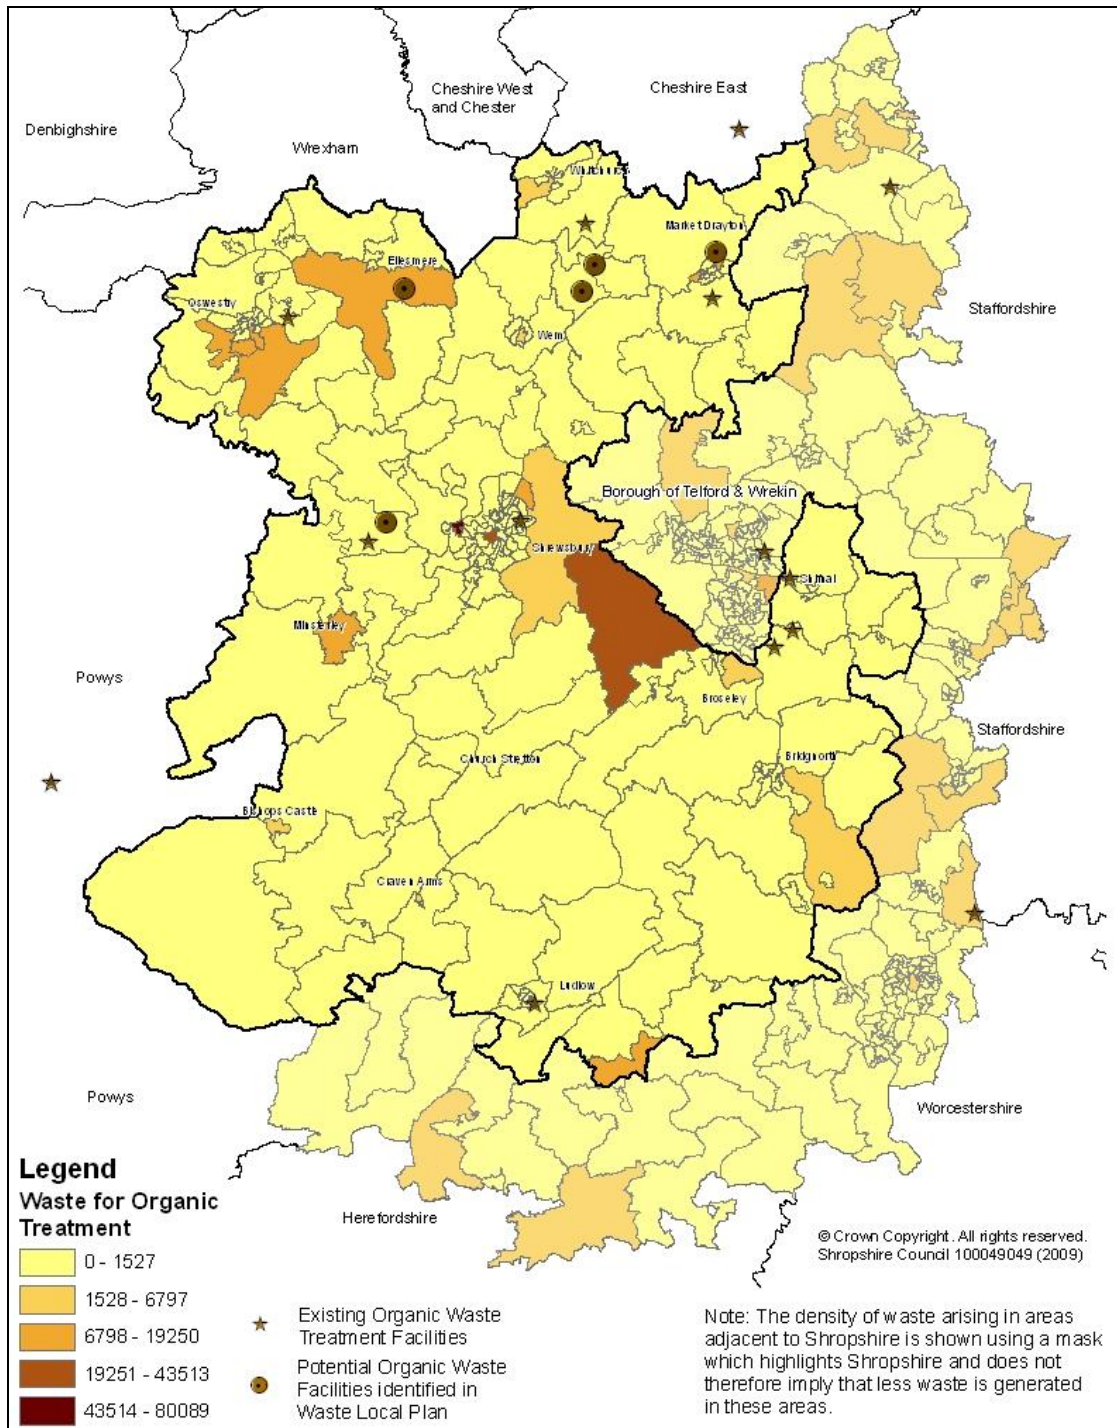 Cheshire West
and Chester
Cheshire East
Denbighshire
Wrexham
Whitchurch
Market Drayton
Ellesmere
Oswestry
Staffordshire
Wem
Borough of Telford & Wrekin
Shrewsbury
Shifnal
Minsterley
Powys
Broseley
Staffordshire
Church Stretton
Bridgnorth
Bishops Castle
Craven Arms
Ludlow
Powys
Worcestershire
Herefordshire
Legend
Waste for Organic
Treatment
0 - 1527
1528 - 6797
6798 - 19250
19251 - 43513
43514 - 80089
Existing Organic Waste
Treatment Facilities
Potential Organic Waste
Facilities identified in
Waste Local Plan
© Crown Copyright. All rights reserved.
Shropshire Council 100049049 (2009)
Note: The density of waste arising in areas
adjacent to Shropshire is shown using a mask
which highlights Shropshire and does not
therefore imply that less waste is generated
in these areas.